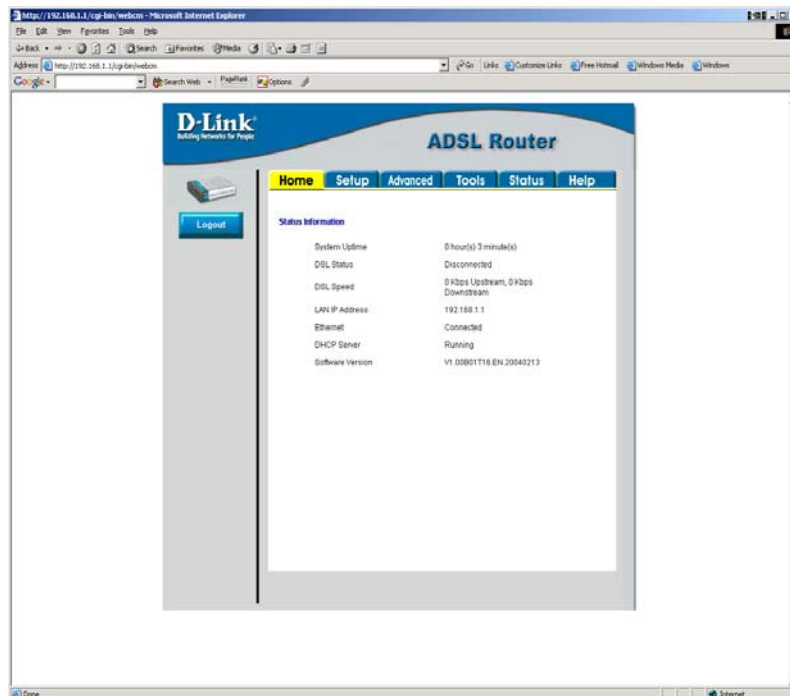 http://192.168.1.1/cgi-bin/webcm - Microsoft Internet Explorer
File Edit View Favorites Tools Help
Back Search Favorites Media
Address http://192.168.1.1/cgi-bin/webcm Go Links Customize Links Free Hotmail Windows Media Windows
Google Search Web PageRank Options
D-Link
Building Networks for People
ADSL Router
Home Setup Advanced Tools Status Help
Logout
Status Information
System Uptime 0 hour(s) 3 minute(s)
DSL Status Disconnected
DSL Speed 0 Kbps Upstream, 0 Kbps
Downstream
LAN IP Address 192.168.1.1
Ethernet Connected
DHCP Server Running
Software Version V1.00B01T16.EN.20040213
Done Internet